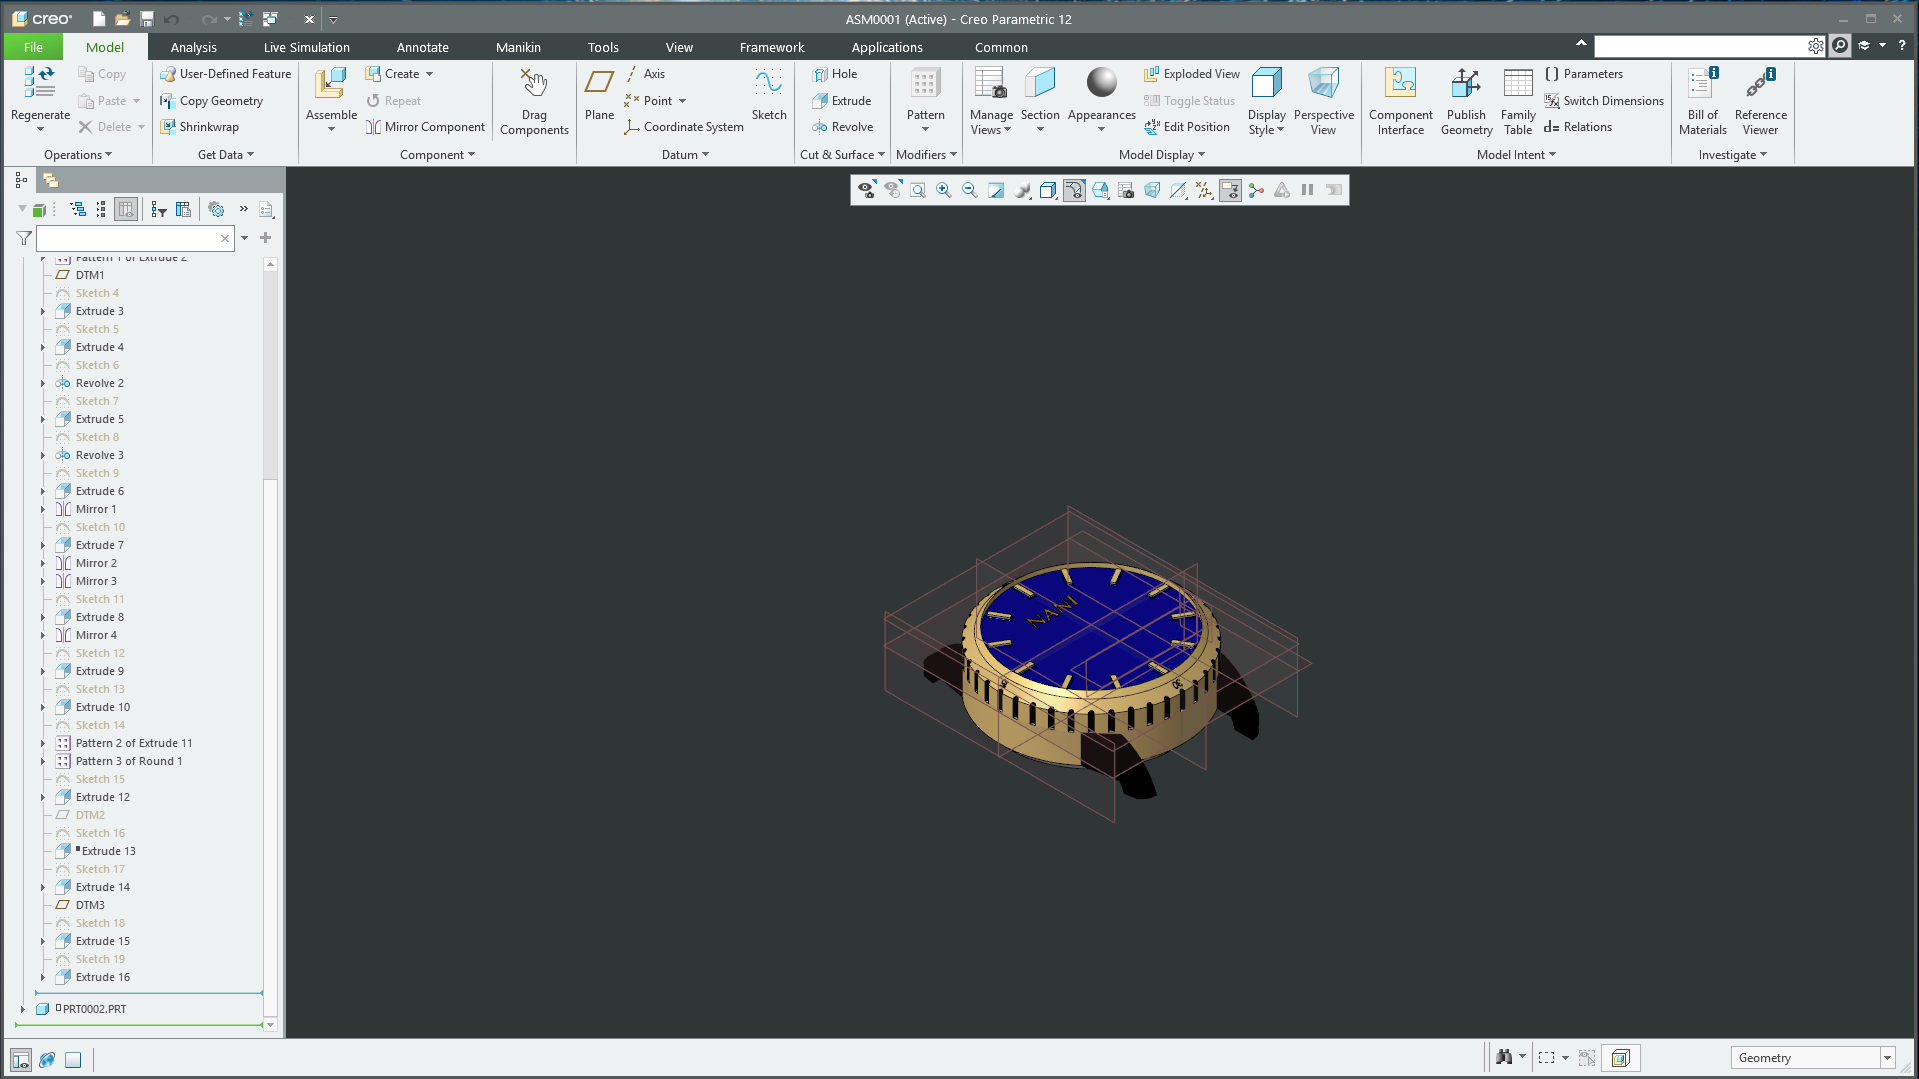 creo
ASM0001 (Active) - Creo Parametric 12
File Model Analysis Live Simulation Annotate Manikin Tools View Framework Applications Common
Regenerate
Copy
Paste
Delete
Operations
User-Defined Feature
Copy Geometry
Shrinkwrap
Get Data
Assemble
Create
Repeat
Mirror Component
Component
Drag
Components
Plane
Axis
Point
Coordinate System
Sketch
Datum
Hole
Extrude
Revolve
Cut & Surface
Pattern
Modifiers
Manage
Views
Section
Appearances
Exploded View
Toggle Status
Edit Position
Display
Style
Perspective
View
Model Display
Component
Interface
Publish
Geometry
Family
Table
Parameters
Switch Dimensions
Relations
Model Intent
Bill of
Materials
Reference
Viewer
Investigate
Pattern 1 of Extrude 2
DTM1
Sketch 4
Extrude 3
Sketch 5
Extrude 4
Sketch 6
Revolve 2
Sketch 7
Extrude 5
Sketch 8
Revolve 3
Sketch 9
Extrude 6
Mirror 1
Sketch 10
Extrude 7
Mirror 2
Mirror 3
Sketch 11
Extrude 8
Mirror 4
Sketch 12
Extrude 9
Sketch 13
Extrude 10
Sketch 14
Pattern 2 of Extrude 11
Pattern 3 of Round 1
Sketch 15
Extrude 12
DTM2
Sketch 16
Extrude 13
Sketch 17
Extrude 14
DTM3
Sketch 18
Extrude 15
Sketch 19
Extrude 16
PRT0002.PRT
NANI
Geometry